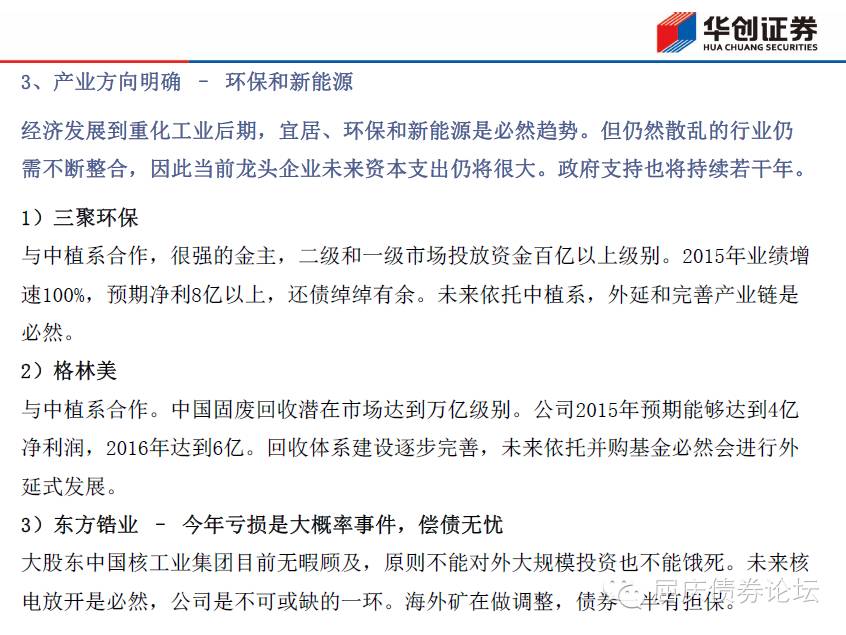 华创证券
HUA CHUANG SECURITIES
3、产业方向明确 – 环保和新能源
经济发展到重化工业后期，宜居、环保和新能源是必然趋势。但仍然散乱的行业仍
需不断整合，因此当前龙头企业未来资本支出仍将很大。政府支持也将持续若干年。
1）三聚环保
与中植系合作，很强的金主，二级和一级市场投放资金百亿以上级别。2015年业绩增
速100%，预期净利8亿以上，还债绰绰有余。未来依托中植系，外延和完善产业链是
必然。
2）格林美
与中植系合作。中国固废回收潜在市场达到万亿级别。公司2015年预期能够达到4亿
净利润，2016年达到6亿。回收体系建设逐步完善，未来依托并购基金必然会进行外
延式发展。
3）东方锆业 – 今年亏损是大概率事件，偿债无忧
大股东中国核工业集团目前无暇顾及，原则不能对外大规模投资也不能饿死。未来核
电放开是必然，公司是不可或缺的一环。海外矿在做调整，债券一半有担保。
屈庆债券论坛